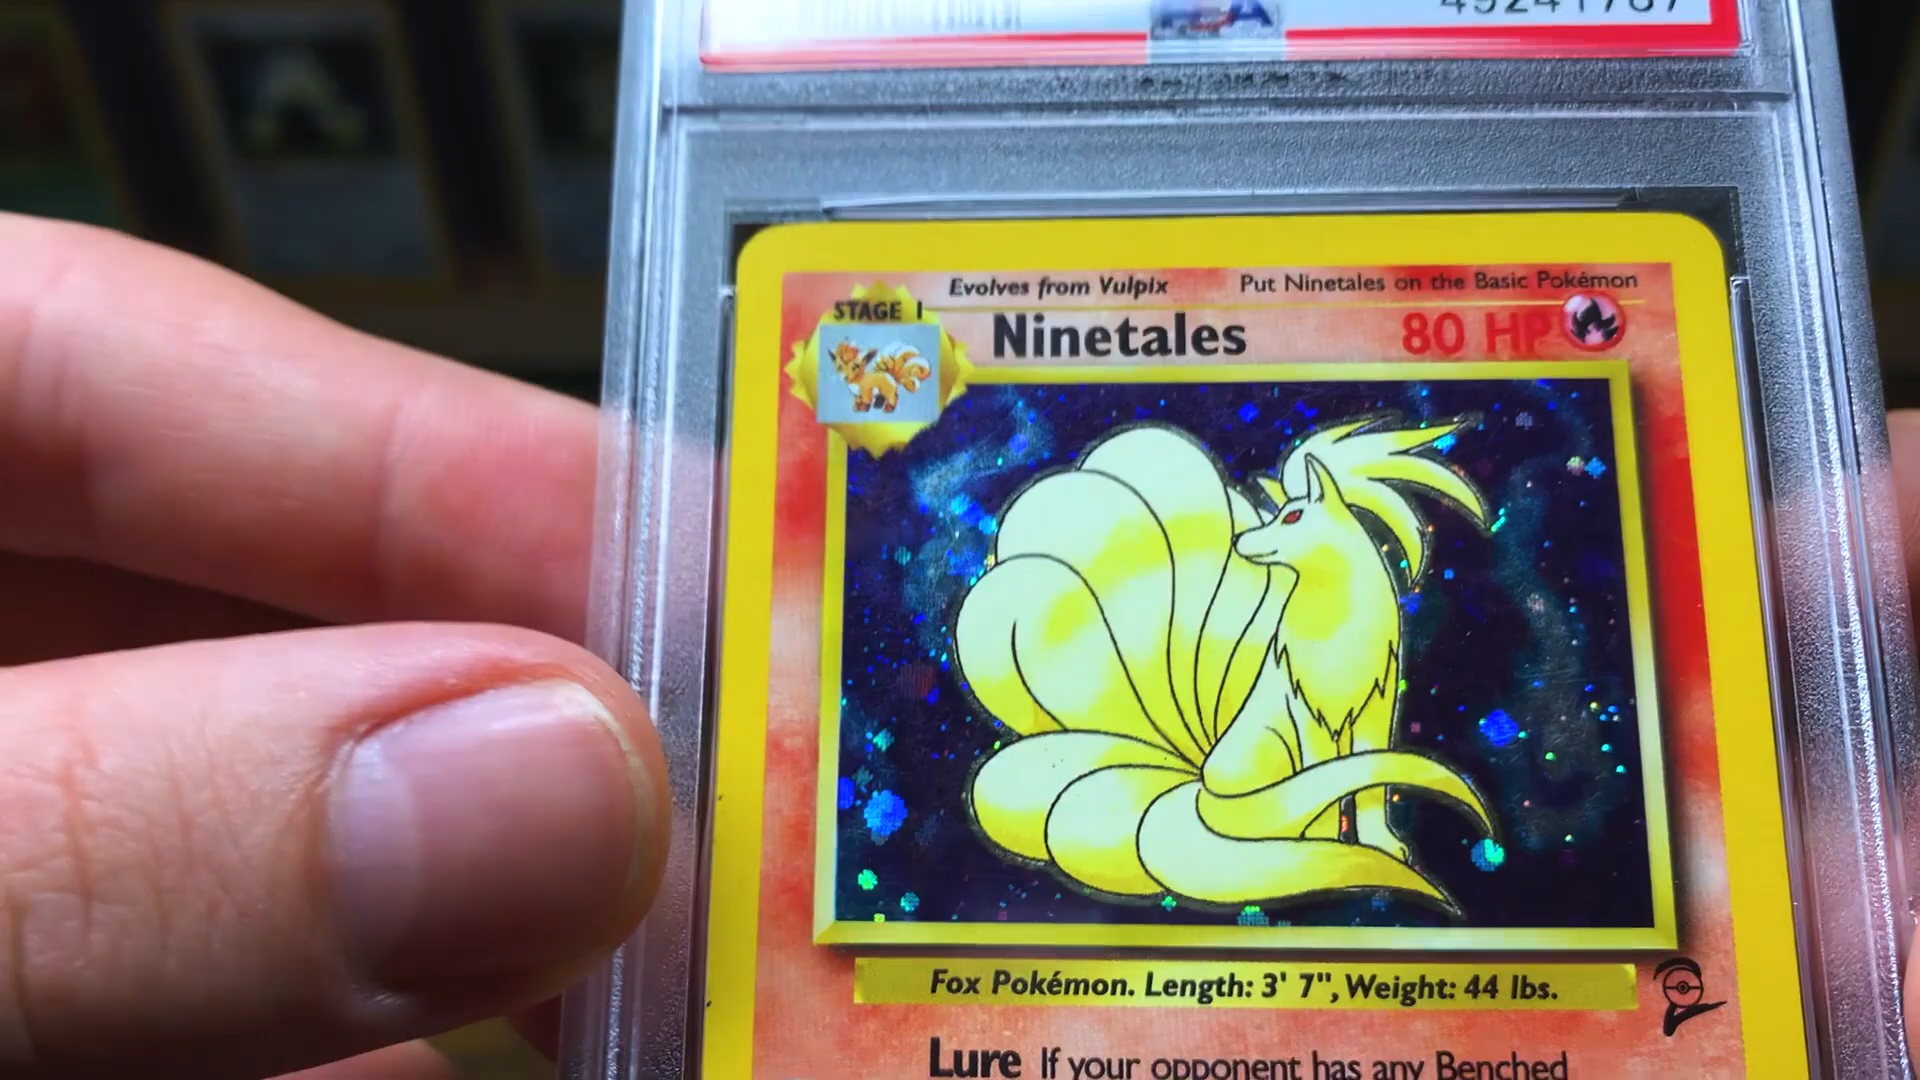 Evolves from Vulpix Put Ninetales on the Basic Pokémon
STAGE 1
Ninetales 80 HP
Fox Pokémon. Length: 3' 7", Weight: 44 lbs.
Lure If your opponent has any Benched